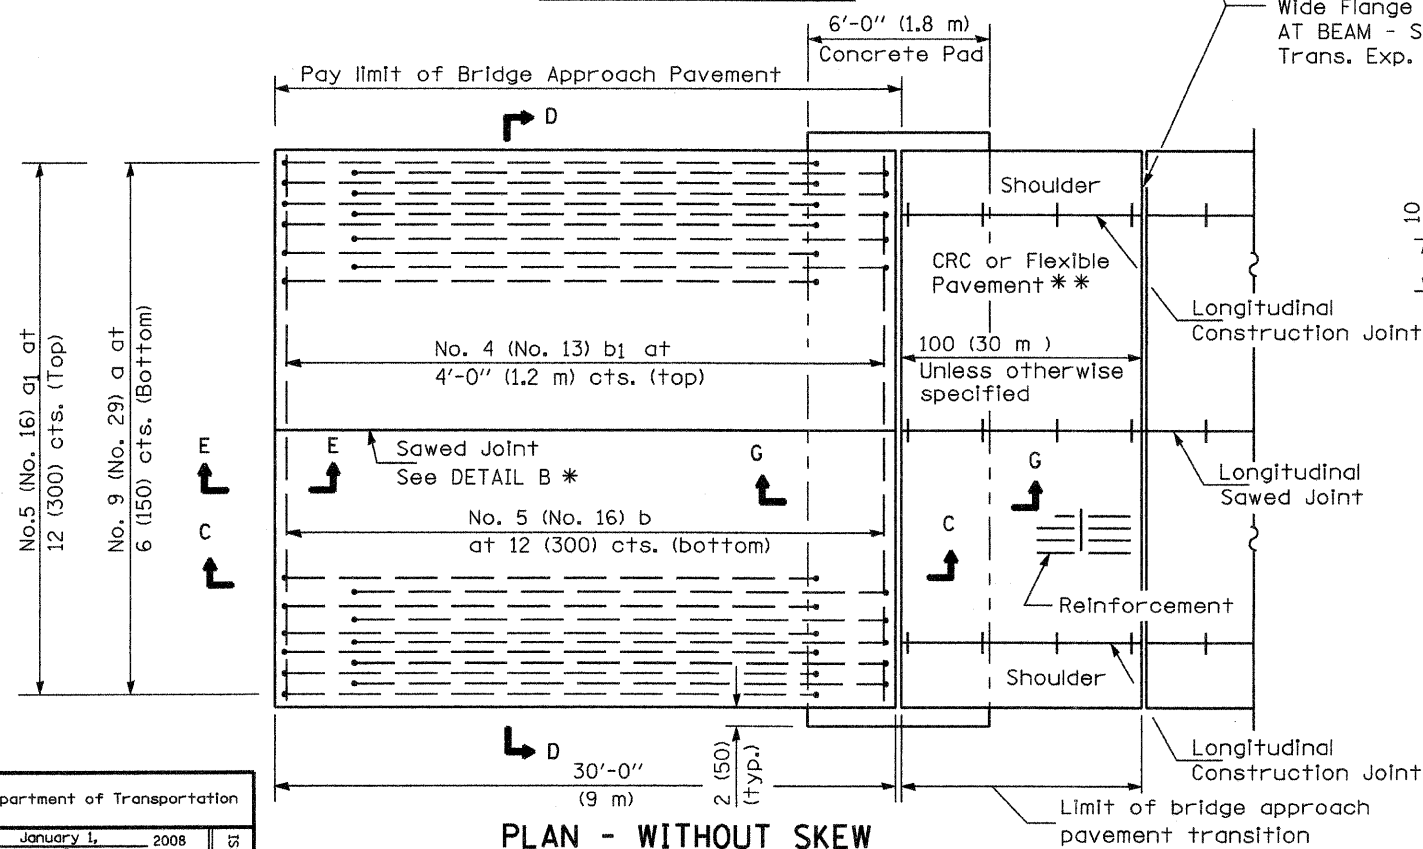 Wide Flange
AT BEAM - S
Trans. Exp.
6'-0" (1.8 m)
Concrete Pad
Pay limit of Bridge Approach Pavement
D
Shoulder
10
CRC or Flexible
Pavement * *
Longitudinal
Construction Joint
No. 4 (No. 13) b1 at
4'-0" (1.2 m) cts. (top)
100 (30 m )
Unless otherwise
specified
No.5 (No. 16) a1 at
12 (300) cts. (Top)
No. 9 (No. 29) a at
6 (150) cts. (Bottom)
E
E
Sawed Joint
See DETAIL B *
G
G
Longitudinal
Sawed Joint
No. 5 (No. 16) b
at 12 (300) cts. (bottom)
C
C
Reinforcement
Shoulder
D
2 (50)
(typ.)
30'-0"
(9 m)
Longitudinal
Construction Joint
Limit of bridge approach
pavement transition
partment of Transportation
January 1, 2008
PLAN - WITHOUT SKEW